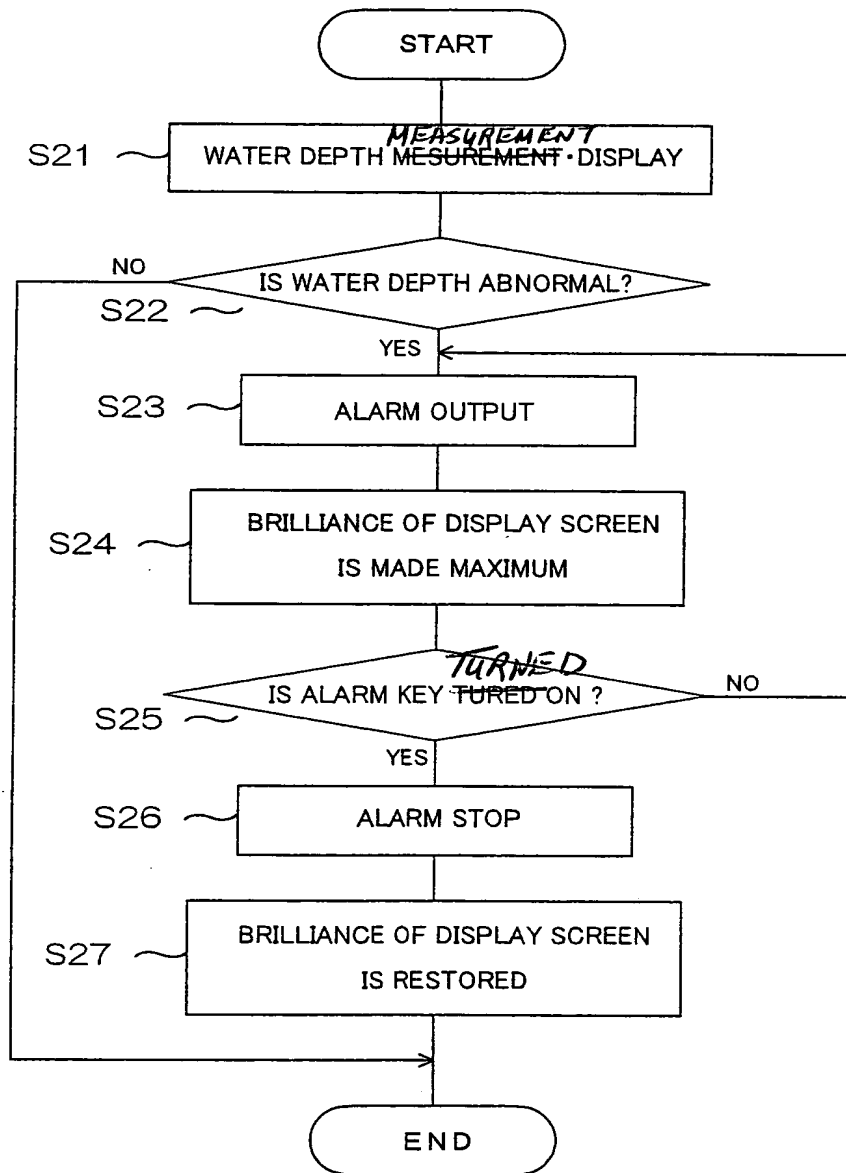 START
S21
MEASUREMENT
WATER DEPTH MESUREMENT・DISPLAY
NO
IS WATER DEPTH ABNORMAL?
S22
YES
S23
ALARM OUTPUT
S24
BRILLIANCE OF DISPLAY SCREEN
IS MADE MAXIMUM
TURNED
IS ALARM KEY TURED ON ?
NO
S25
YES
S26
ALARM STOP
S27
BRILLIANCE OF DISPLAY SCREEN
IS RESTORED
END